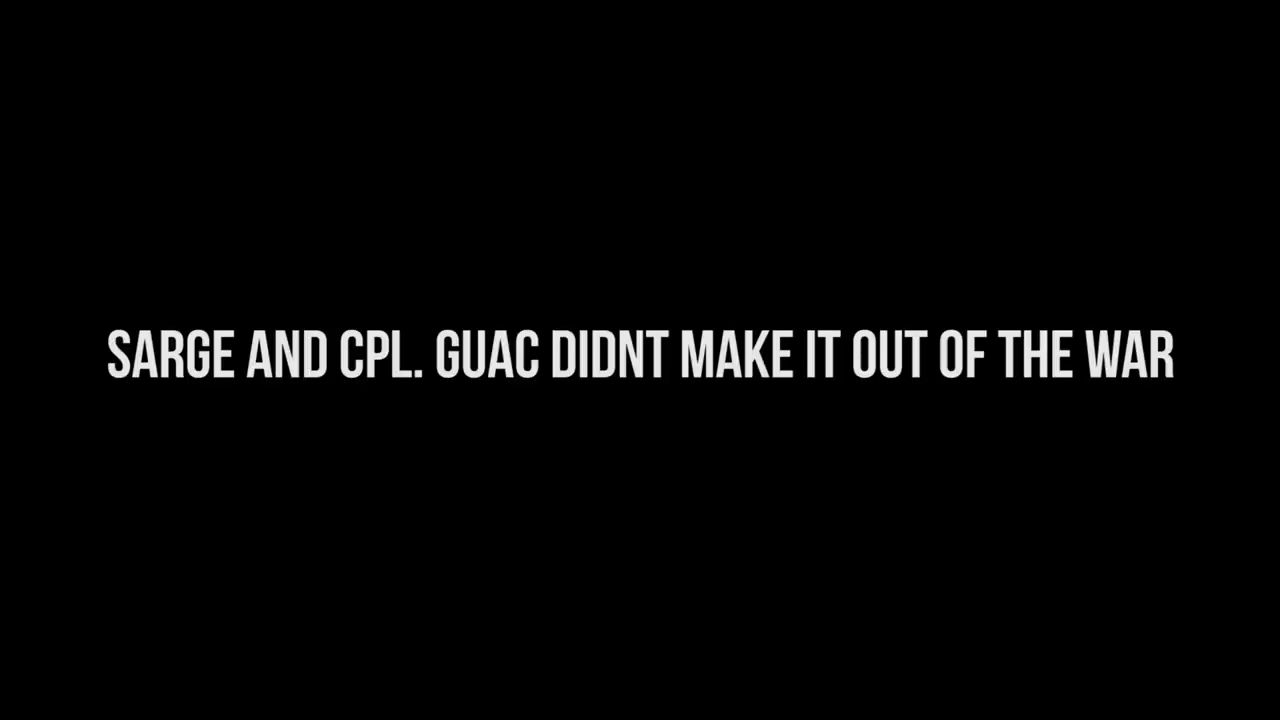 SARGE AND CPL. GUAC DIDNT MAKE IT OUT OF THE WAR